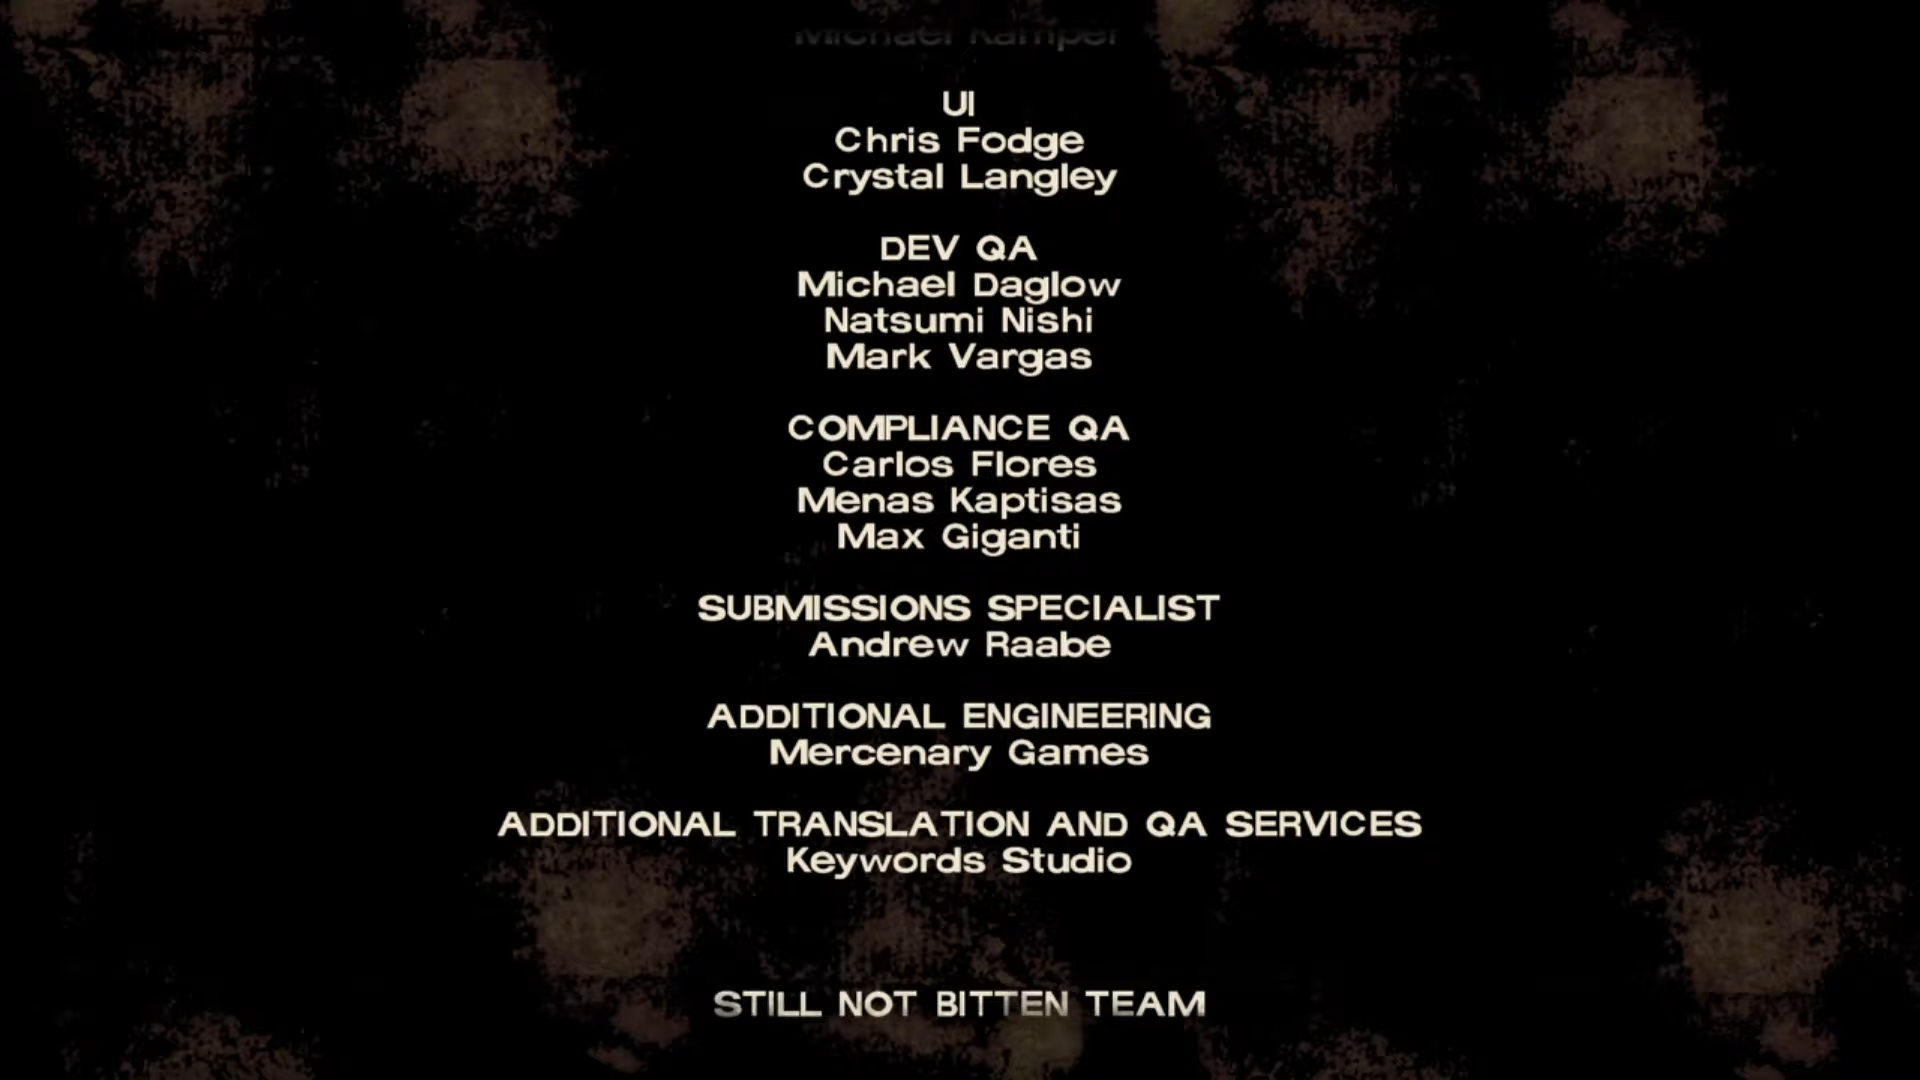 Michael Kamper
UI
Chris Fodge
Crystal Langley
DEV QA
Michael Daglow
Natsumi Nishi
Mark Vargas
COMPLIANCE QA
Carlos Flores
Menas Kaptisas
Max Giganti
SUBMISSIONS SPECIALIST
Andrew Raabe
ADDITIONAL ENGINEERING
Mercenary Games
ADDITIONAL TRANSLATION AND QA SERVICES
Keywords Studio
STILL NOT BITTEN TEAM